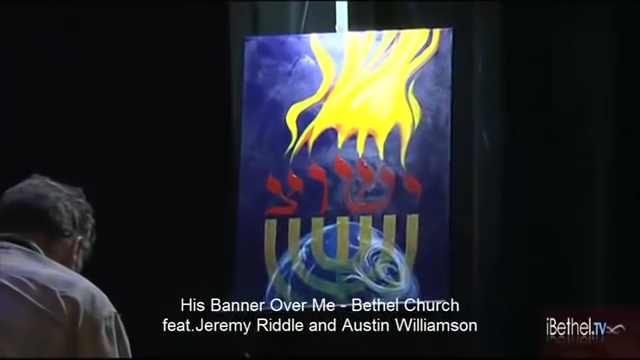 ישוע
His Banner Over Me - Bethel Church
feat.Jeremy Riddle and Austin Williamson
iBethel.tv